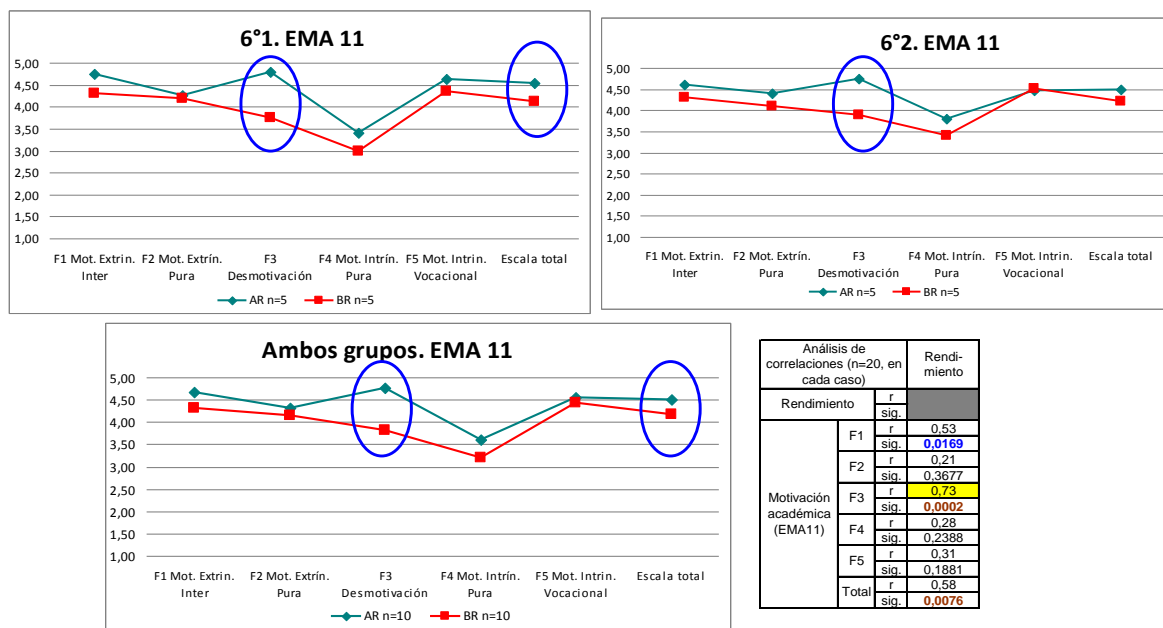 6°1. EMA 11
5,00
4,50
4,00
3,50
3,00
2,50
2,00
1,50
1,00
F1 Mot. Extrin. Inter
F2 Mot. Extrín. Pura
F3 Desmotivación
F4 Mot. Intrín. Pura
F5 Mot. Intrin. Vocacional
Escala total
AR n=5
BR n=5
6°2. EMA 11
5,00
4,50
4,00
3,50
3,00
2,50
2,00
1,50
1,00
F1 Mot. Extrin. Inter
F2 Mot. Extrín. Pura
F3 Desmotivación
F4 Mot. Intrín. Pura
F5 Mot. Intrin. Vocacional
Escala total
AR n=5
BR n=5
Ambos grupos. EMA 11
5,00
4,50
4,00
3,50
3,00
2,50
2,00
1,50
1,00
F1 Mot. Extrin. Inter
F2 Mot. Extrín. Pura
F3 Desmotivación
F4 Mot. Intrín. Pura
F5 Mot. Intrin. Vocacional
Escala total
AR n=10
BR n=10
Análisis de correlaciones (n=20, en cada caso)
Rendi-miento
Rendimiento
r
sig.
Motivación académica (EMA11)
F1
r 0,53
sig. 0,0169
F2
r 0,21
sig. 0,3677
F3
r 0,73
sig. 0,0002
F4
r 0,28
sig. 0,2388
F5
r 0,31
sig. 0,1881
Total
r 0,58
sig. 0,0076